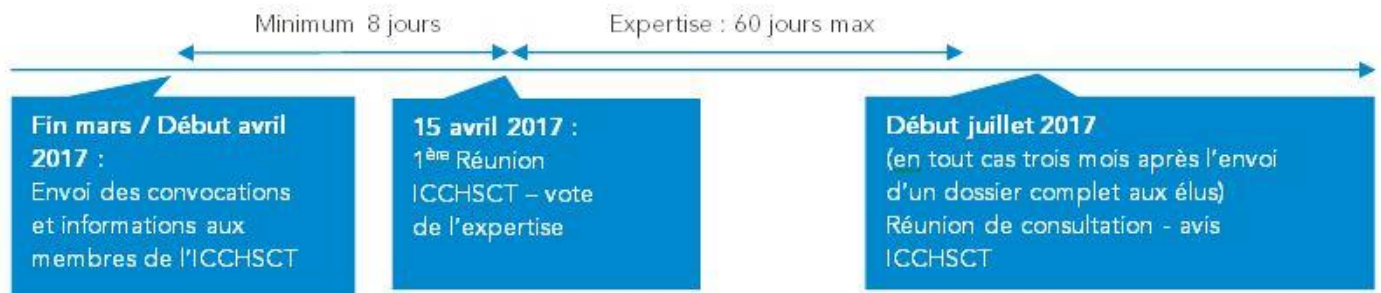 Minimum 8 jours
Expertise : 60 jours max
Fin mars / Début avril
2017 :
Envoi des convocations
et informations aux
membres de l'ICCHSCT
15 avril 2017 :
1ère Réunion
ICCHSCT – vote
de l'expertise
Début juillet 2017
(en tout cas trois mois après l'envoi
d'un dossier complet aux élus)
Réunion de consultation - avis
ICCHSCT